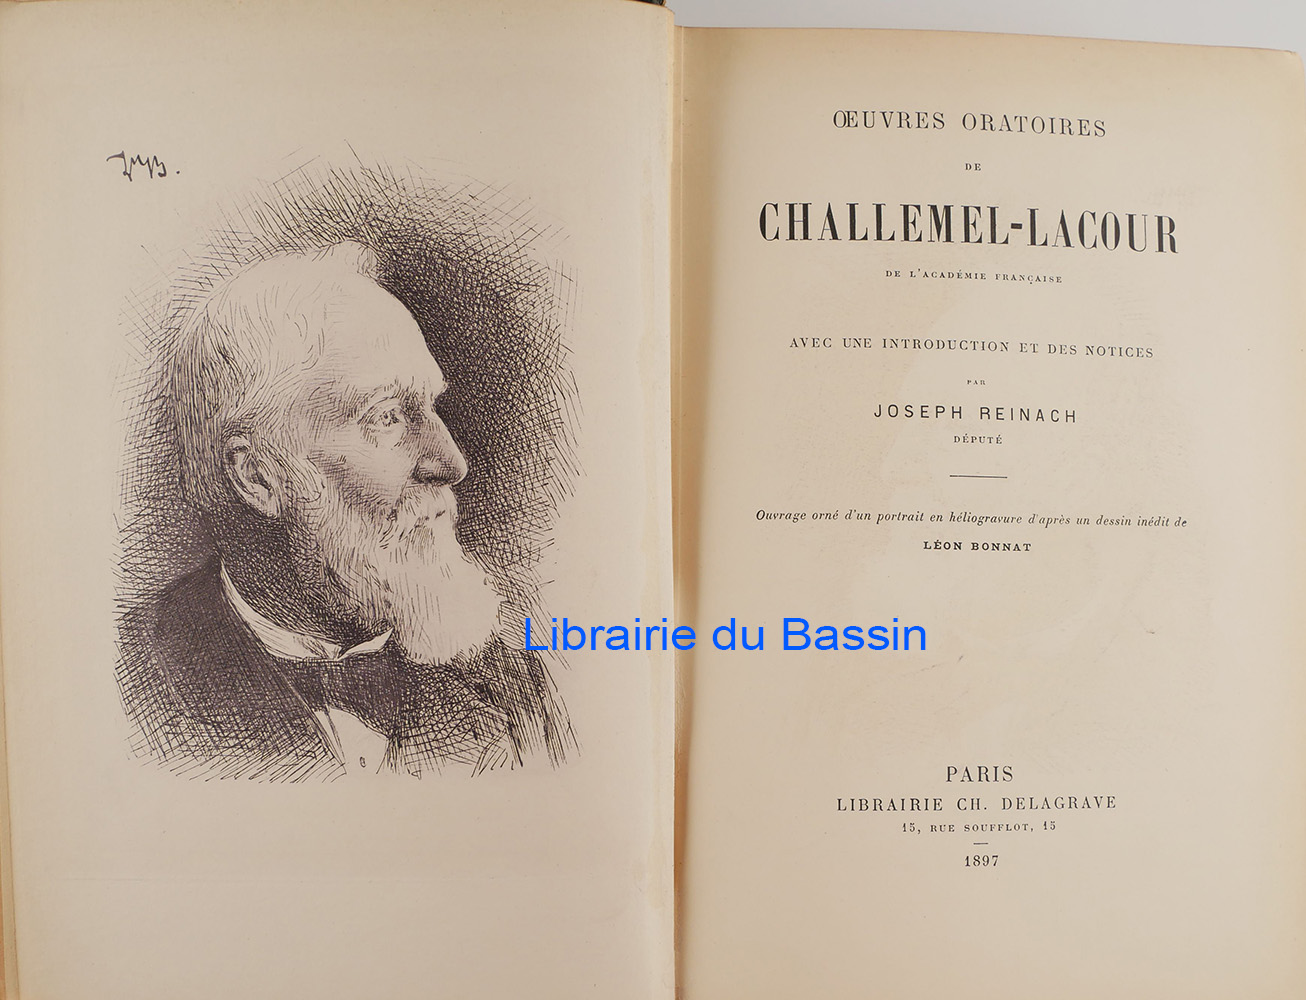 ŒUVRES ORATOIRES
DE
CHALLEMEL-LACOUR
DE L'ACADÉMIE FRANÇAISE
AVEC UNE INTRODUCTION ET DES NOTICES
PAR
JOSEPH REINACH
DÉPUTÉ
Ouvrage orné d'un portrait en héliogravure d'après un dessin inédit de
LÉON BONNAT
Librairie du Bassin
PARIS
LIBRAIRIE CH. DELAGRAVE
15, RUE SOUFFLOT, 15
1897